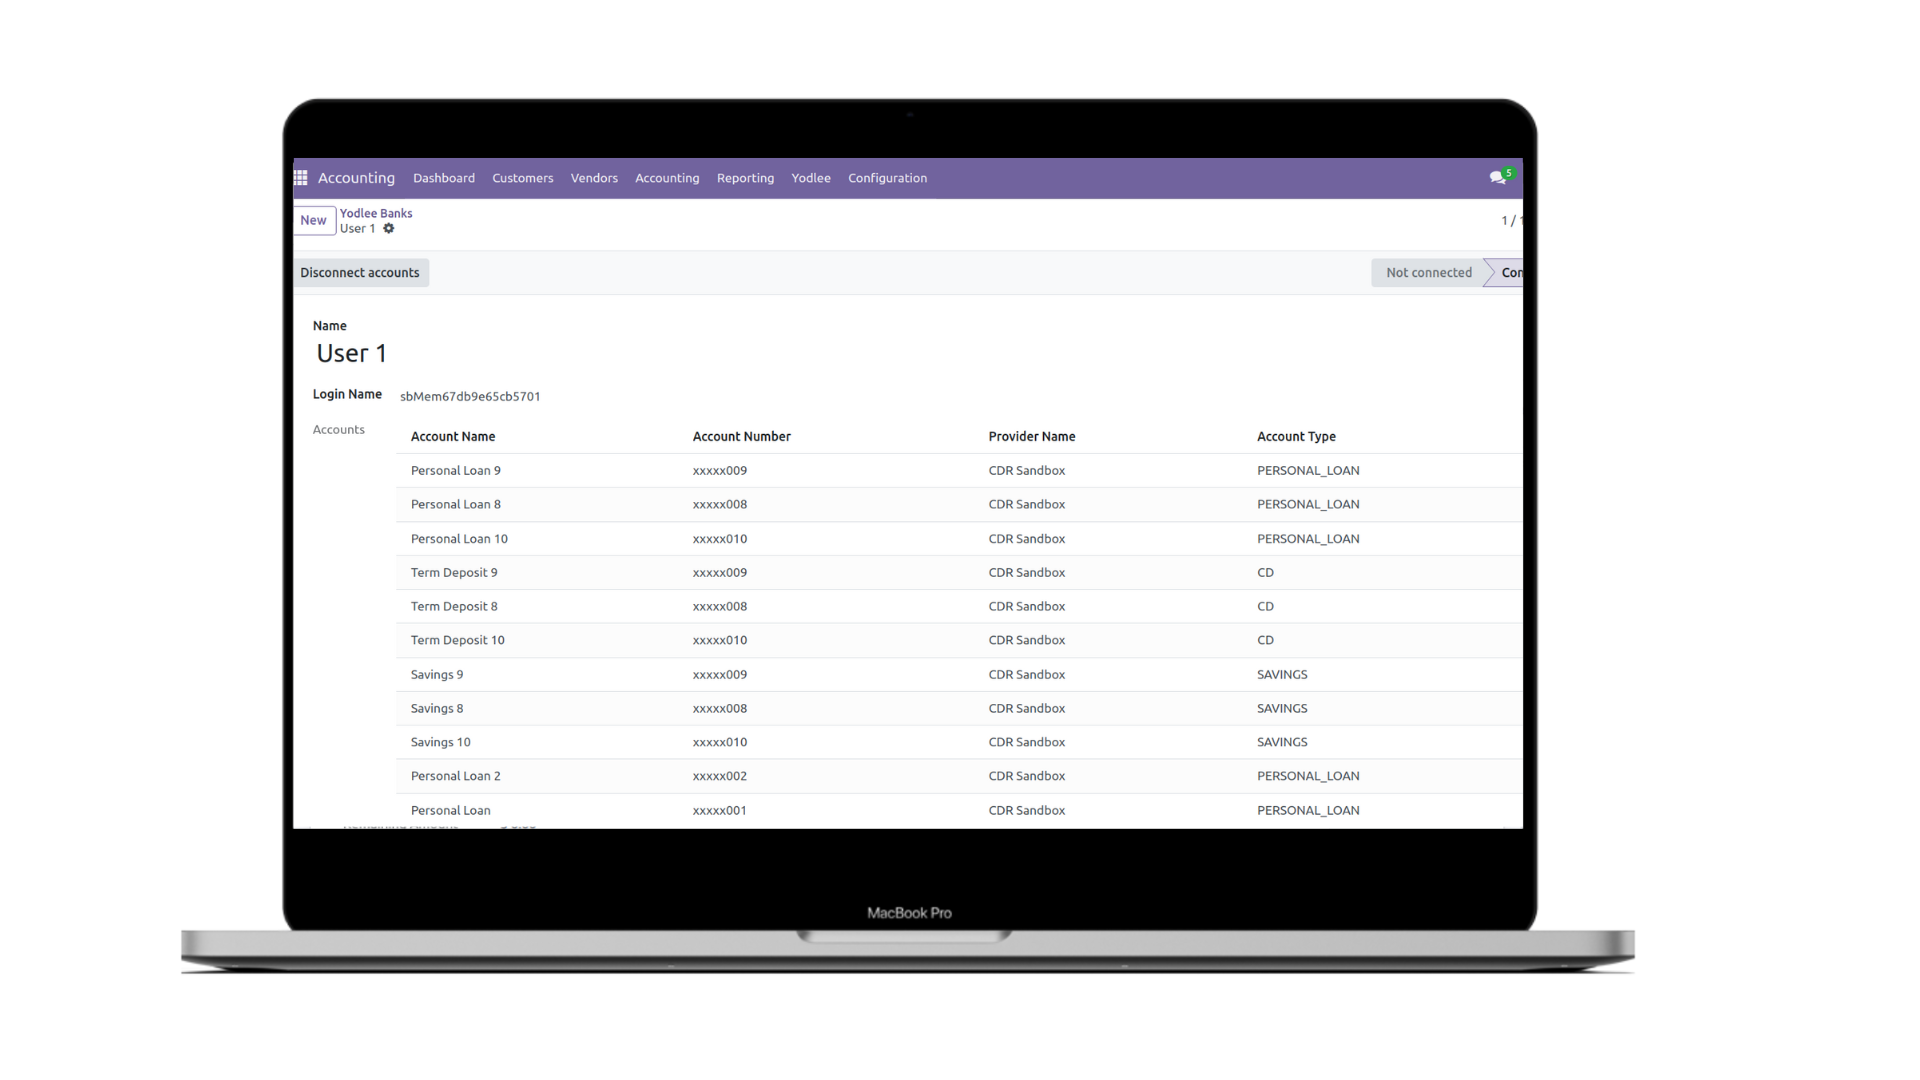 Accounting Dashboard Customers Vendors Accounting Reporting Yodlee Configuration 5
New Yodlee Banks 1 / 1
User 1
Disconnect accounts Not connected Con
Name
User 1
Login Name sbMem67db9e65cb5701
Accounts
Account Name Account Number Provider Name Account Type
Personal Loan 9 xxxxx009 CDR Sandbox PERSONAL_LOAN
Personal Loan 8 xxxxx008 CDR Sandbox PERSONAL_LOAN
Personal Loan 10 xxxxx010 CDR Sandbox PERSONAL_LOAN
Term Deposit 9 xxxxx009 CDR Sandbox CD
Term Deposit 8 xxxxx008 CDR Sandbox CD
Term Deposit 10 xxxxx010 CDR Sandbox CD
Savings 9 xxxxx009 CDR Sandbox SAVINGS
Savings 8 xxxxx008 CDR Sandbox SAVINGS
Savings 10 xxxxx010 CDR Sandbox SAVINGS
Personal Loan 2 xxxxx002 CDR Sandbox PERSONAL_LOAN
Personal Loan xxxxx001 CDR Sandbox PERSONAL_LOAN
MacBook Pro